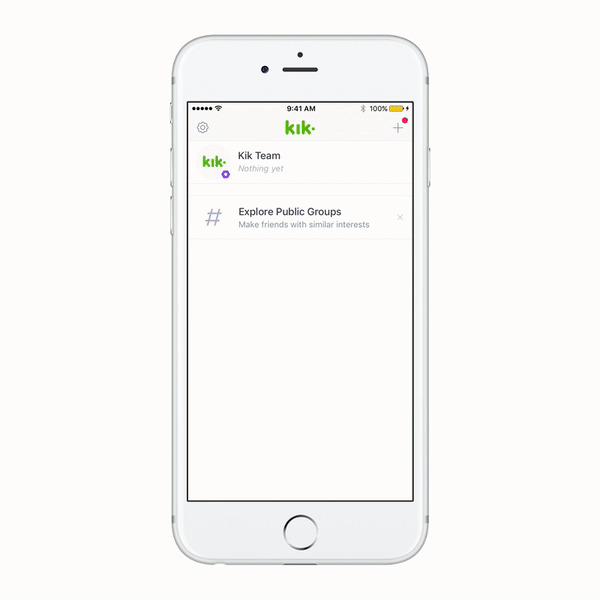 9:41 AM
100%
kik·
kik·
Kik Team
Nothing yet
#
Explore Public Groups
Make friends with similar interests